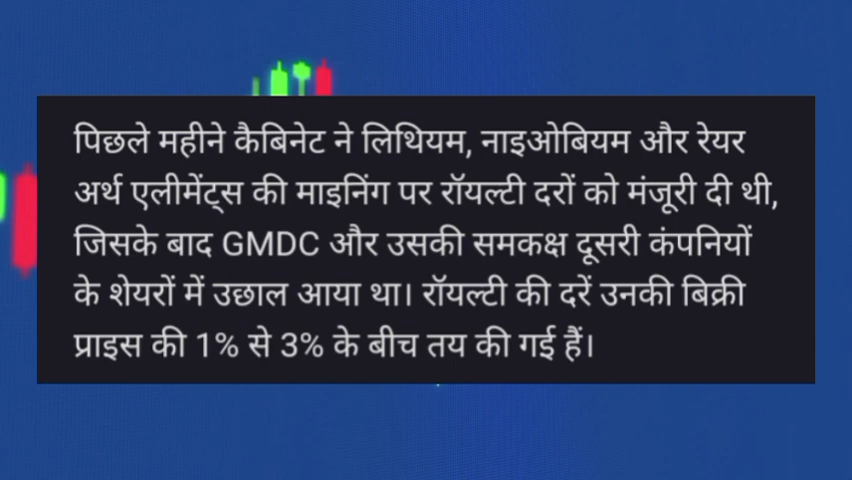 पिछले महीने कैबिनेट ने लिथियम, नाइओबियम और रेयर
अर्थ एलीमेंट्स की माइनिंग पर रॉयल्टी दरों को मंजूरी दी थी,
जिसके बाद GMDC और उसकी समकक्ष दूसरी कंपनियों
के शेयरों में उछाल आया था। रॉयल्टी की दरें उनकी बिक्री
प्राइस की 1% से 3% के बीच तय की गई हैं।